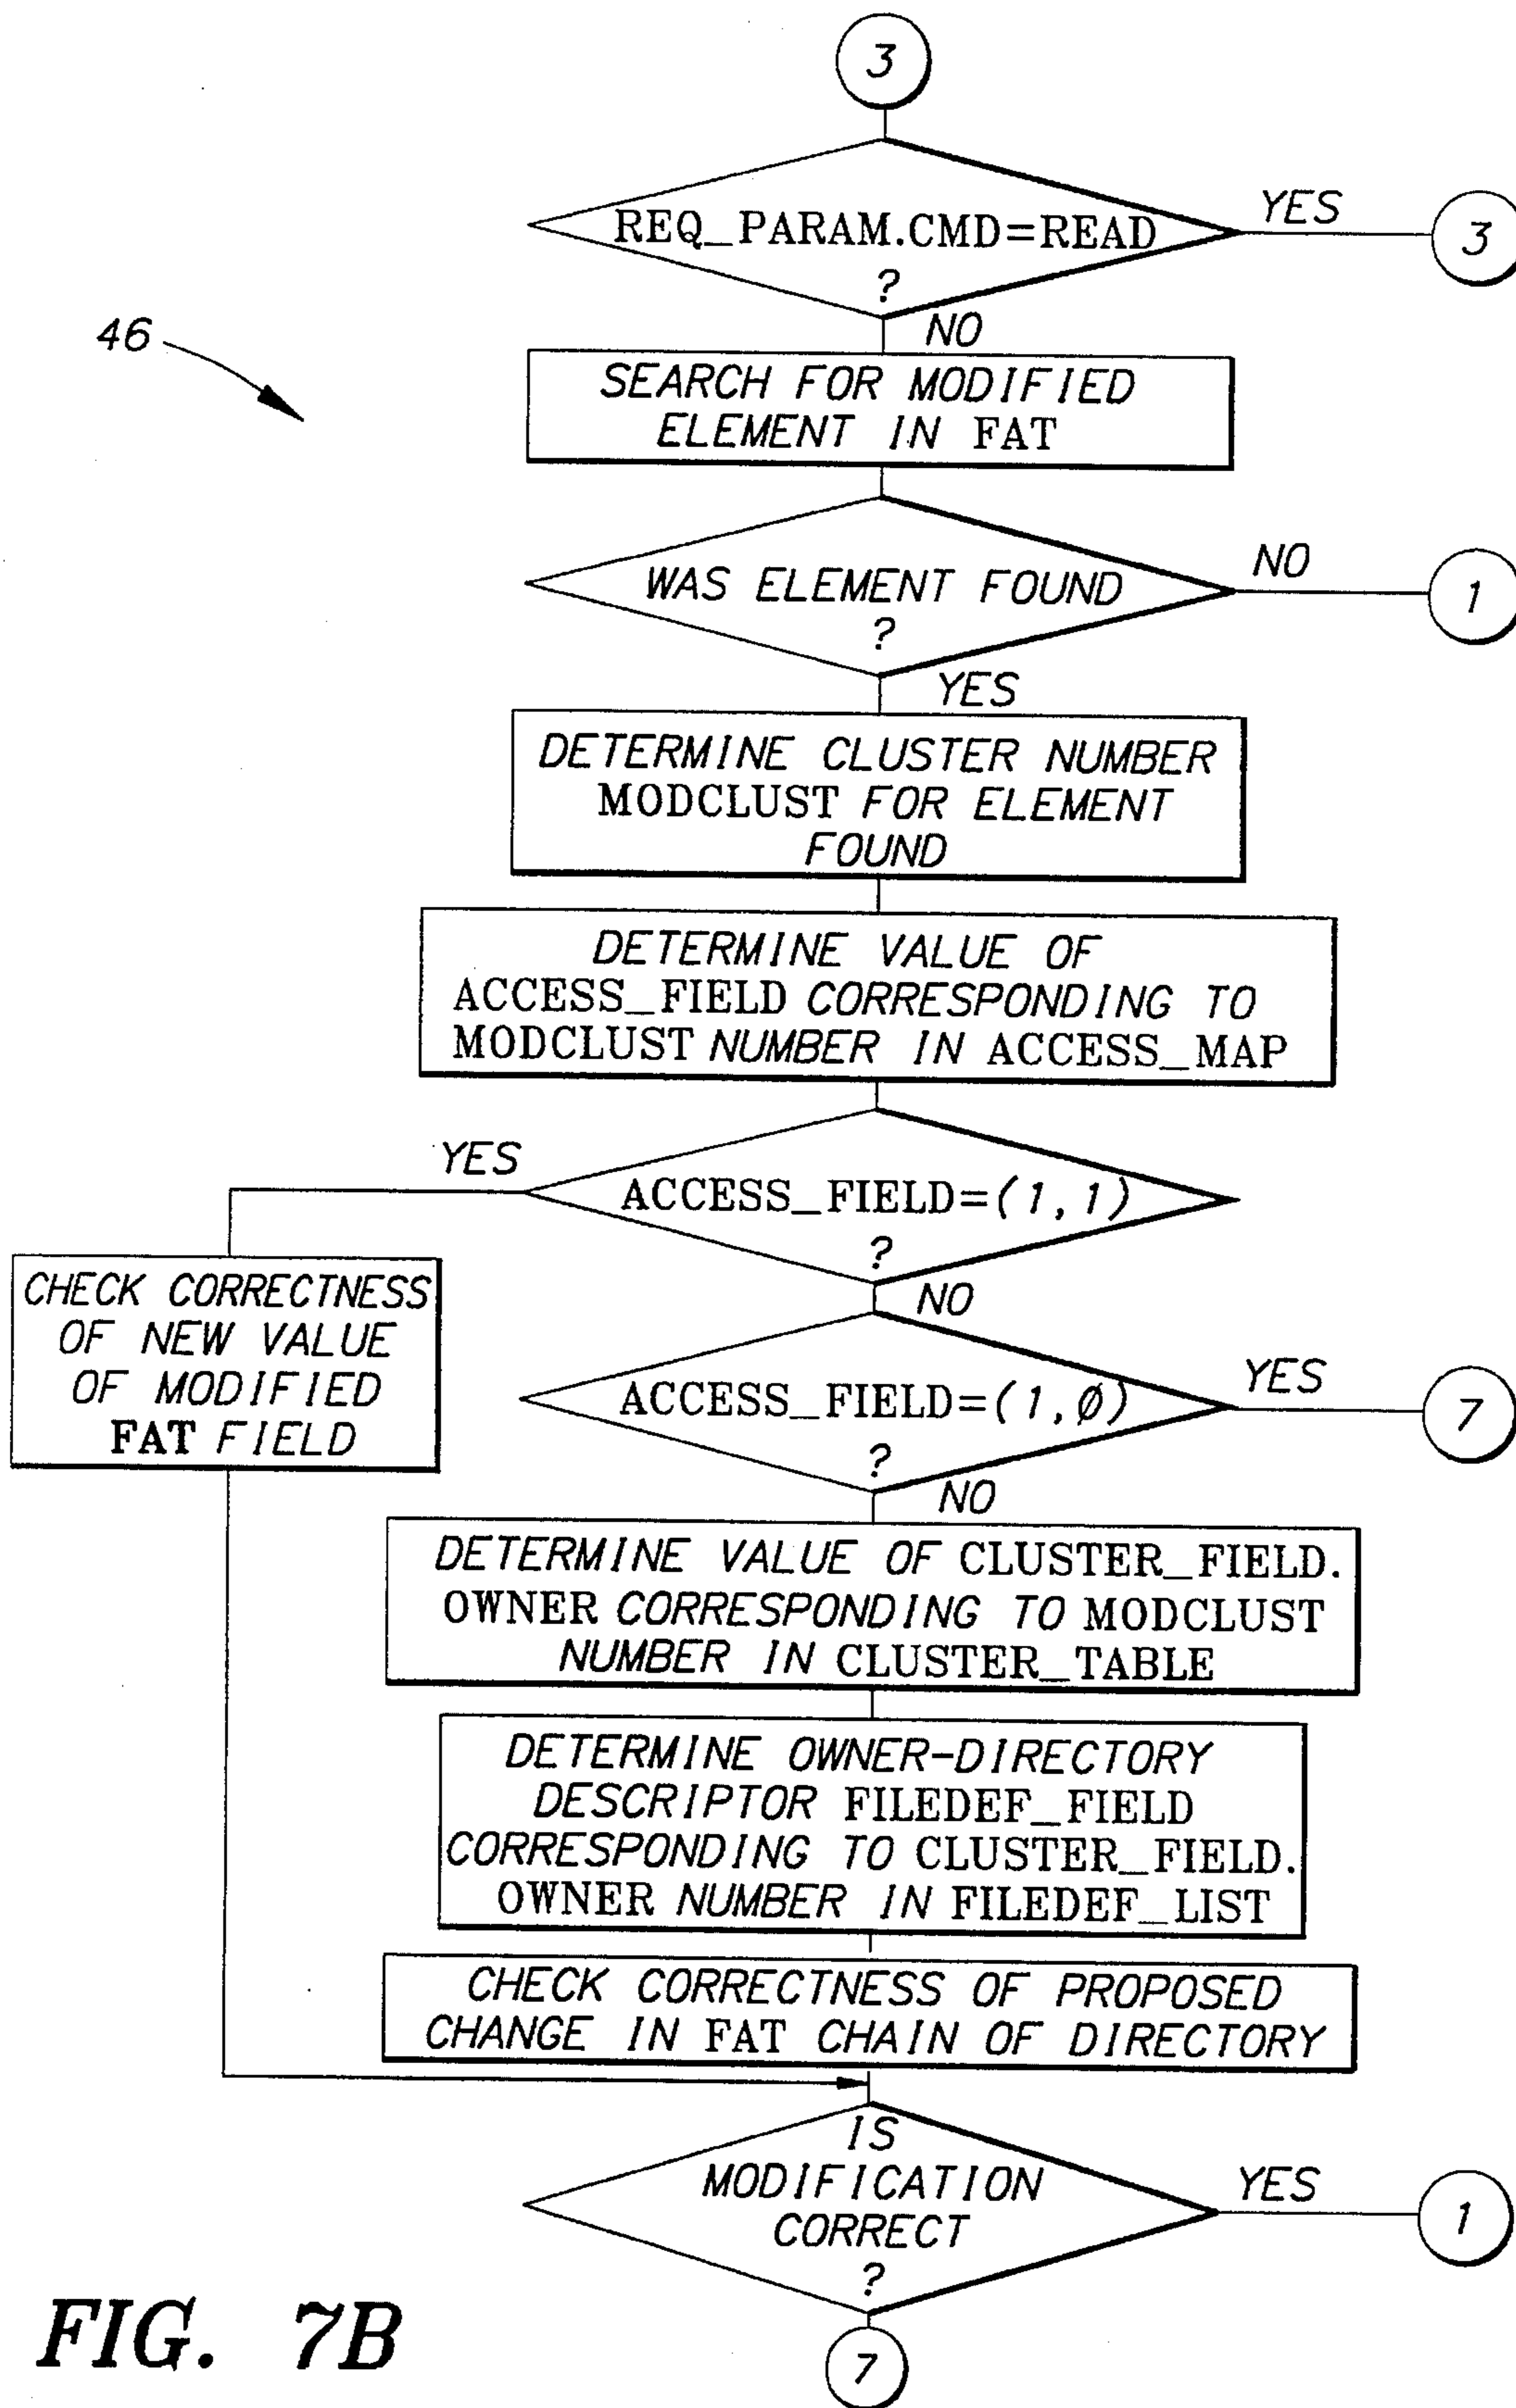 3
REQ_PARAM.CMD=READ
?
YES
3
NO
46
SEARCH FOR MODIFIED
ELEMENT IN FAT
WAS ELEMENT FOUND
?
NO
1
YES
DETERMINE CLUSTER NUMBER
MODCLUST FOR ELEMENT
FOUND
DETERMINE VALUE OF
ACCESS_FIELD CORRESPONDING TO
MODCLUST NUMBER IN ACCESS_MAP
YES
ACCESS_FIELD=(1,1)
?
NO
CHECK CORRECTNESS
OF NEW VALUE
OF MODIFIED
FAT FIELD
ACCESS_FIELD=(1,Ø)
?
YES
7
NO
DETERMINE VALUE OF CLUSTER_FIELD.
OWNER CORRESPONDING TO MODCLUST
NUMBER IN CLUSTER_TABLE
DETERMINE OWNER-DIRECTORY
DESCRIPTOR FILEDEF_FIELD
CORRESPONDING TO CLUSTER_FIELD.
OWNER NUMBER IN FILEDEF_LIST
CHECK CORRECTNESS OF PROPOSED
CHANGE IN FAT CHAIN OF DIRECTORY
IS
MODIFICATION
CORRECT
?
YES
1
7
FIG. 7B